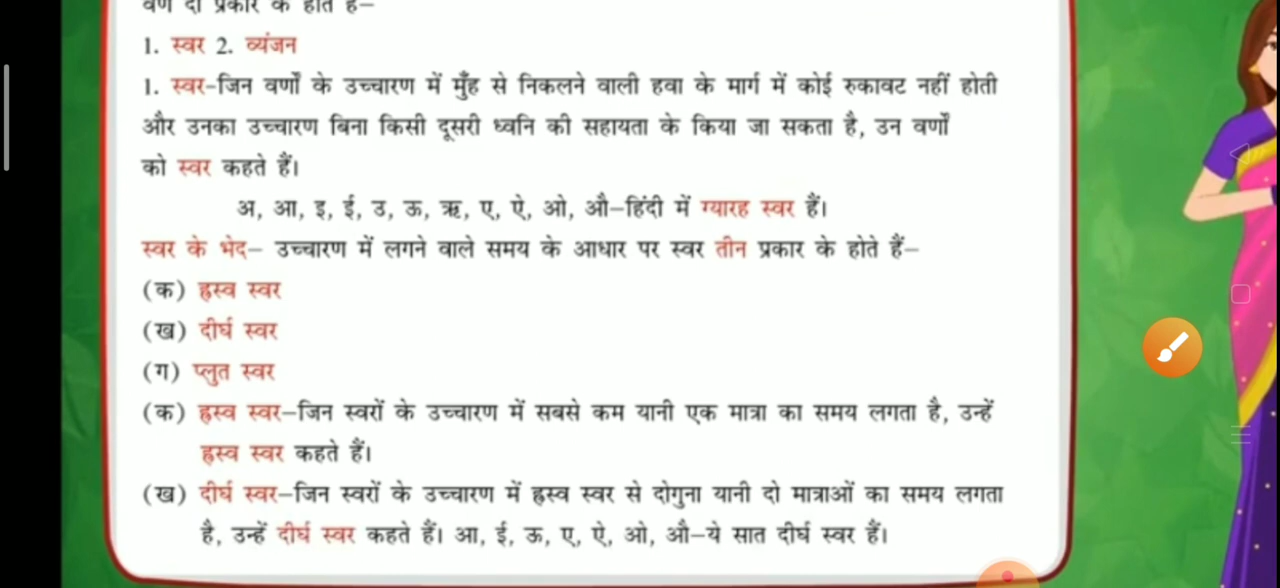 वर्ण दो प्रकार के होते हैं–
1. स्वर 2. व्यंजन
1. स्वर–जिन वर्णों के उच्चारण में मुँह से निकलने वाली हवा के मार्ग में कोई रुकावट नहीं होती
और उनका उच्चारण बिना किसी दूसरी ध्वनि की सहायता के किया जा सकता है, उन वर्णों
को स्वर कहते हैं।
अ, आ, इ, ई, उ, ऊ, ऋ, ए, ऐ, ओ, औ–हिंदी में ग्यारह स्वर हैं।
स्वर के भेद– उच्चारण में लगने वाले समय के आधार पर स्वर तीन प्रकार के होते हैं–
(क) ह्रस्व स्वर
(ख) दीर्घ स्वर
(ग) प्लुत स्वर
(क) ह्रस्व स्वर–जिन स्वरों के उच्चारण में सबसे कम यानी एक मात्रा का समय लगता है, उन्हें
ह्रस्व स्वर कहते हैं।
(ख) दीर्घ स्वर–जिन स्वरों के उच्चारण में ह्रस्व स्वर से दोगुना यानी दो मात्राओं का समय लगता
है, उन्हें दीर्घ स्वर कहते हैं। आ, ई, ऊ, ए, ऐ, ओ, औ–ये सात दीर्घ स्वर हैं।